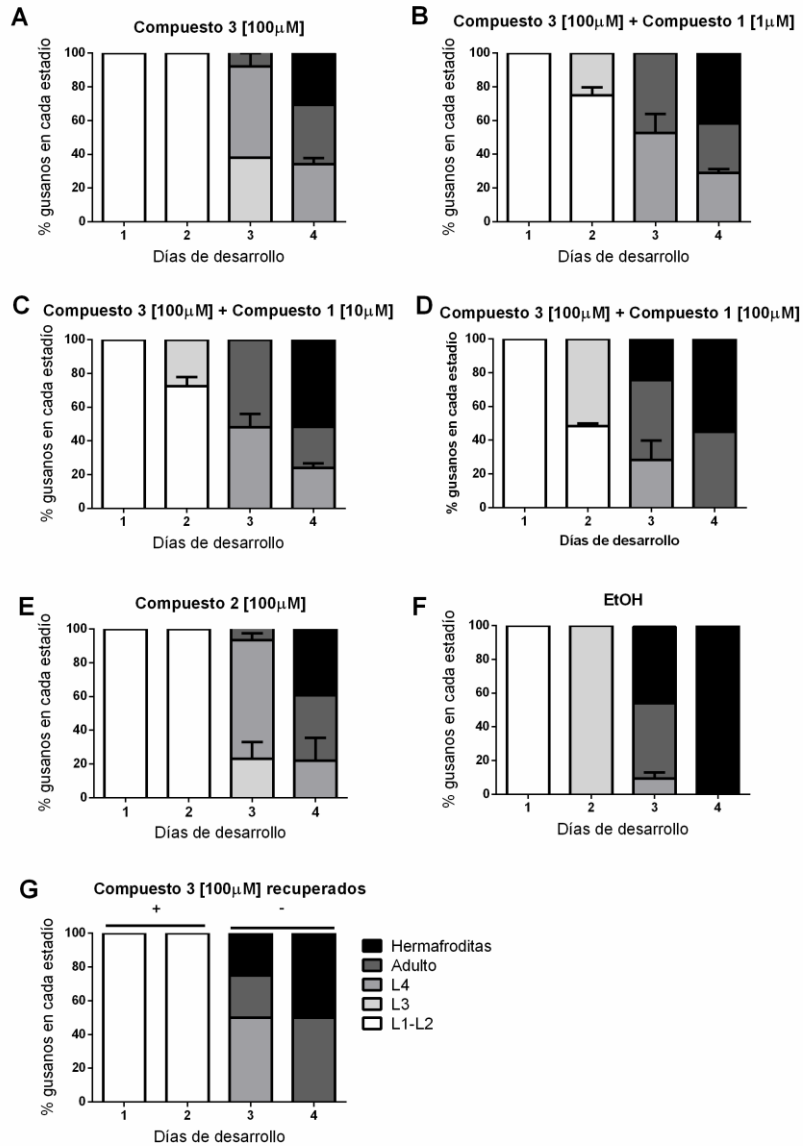 A
Compuesto 3 [100µM]
% gusanos en cada estadío
100
80
60
40
20
0
1 2 3 4
Días de desarrollo
B
Compuesto 3 [100µM] + Compuesto 1 [1µM]
% gusanos en cada estadío
100
80
60
40
20
0
1 2 3 4
Días de desarrollo
C
Compuesto 3 [100µM] + Compuesto 1 [10µM]
% gusanos en cada estadío
100
80
60
40
20
0
1 2 3 4
Días de desarrollo
D
Compuesto 3 [100µM] + Compuesto 1 [100µM]
% gusanos en cada estadío
100
80
60
40
20
0
1 2 3 4
Días de desarrollo
E
Compuesto 2 [100µM]
% gusanos en cada estadío
100
80
60
40
20
0
1 2 3 4
Días de desarrollo
F
EtOH
% gusanos en cada estadío
100
80
60
40
20
0
1 2 3 4
Días de desarrollo
G
Compuesto 3 [100µM] recuperados
+ -
% gusanos en cada estadío
100
80
60
40
20
0
1 2 3 4
Días de desarrollo
Hermafroditas
Adulto
L4
L3
L1-L2